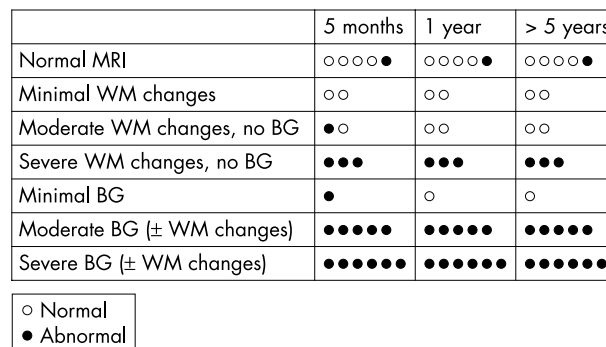 5 months 1 year > 5 years
Normal MRI ○○○○● ○○○○● ○○○○●
Minimal WM changes ○○ ○○ ○○
Moderate WM changes, no BG ●○ ○○ ○○
Severe WM changes, no BG ●●● ●●● ●●●
Minimal BG ● ○ ○
Moderate BG (± WM changes) ●●●●● ●●●●● ●●●●●
Severe BG (± WM changes) ●●●●●● ●●●●●● ●●●●●●
○ Normal
● Abnormal